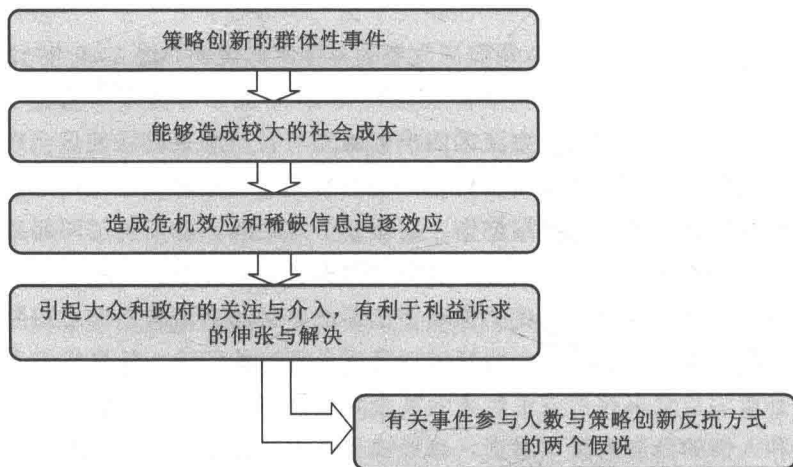 策略创新的群体性事件
能够造成较大的社会成本
造成危机效应和稀缺信息追逐效应
引起大众和政府的关注与介入，有利于利益诉求
的伸张与解决
有关事件参与人数与策略创新反抗方式
的两个假说